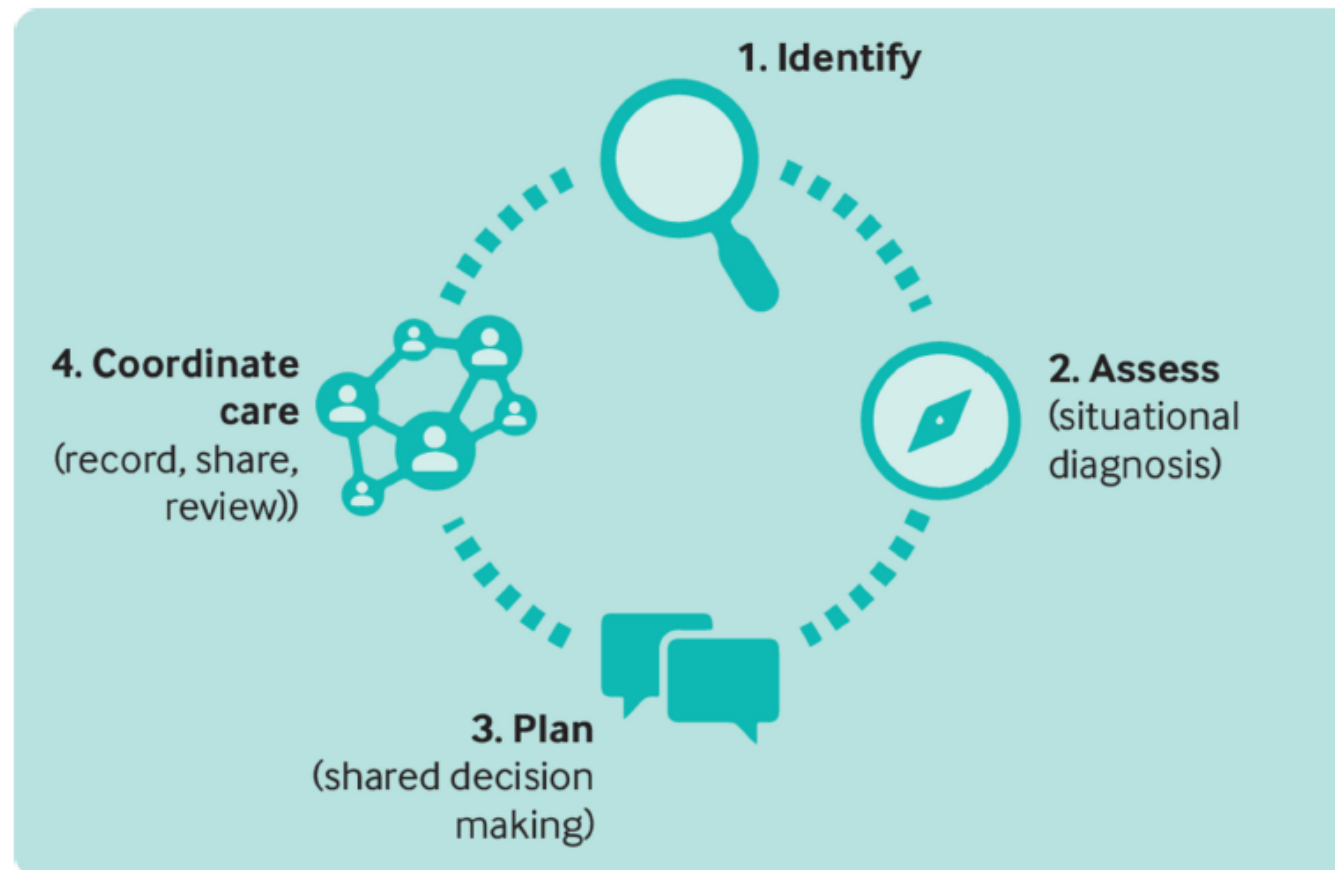 1. Identify
2. Assess
(situational
diagnosis)
3. Plan
(shared decision
making)
4. Coordinate
care
(record, share,
review))